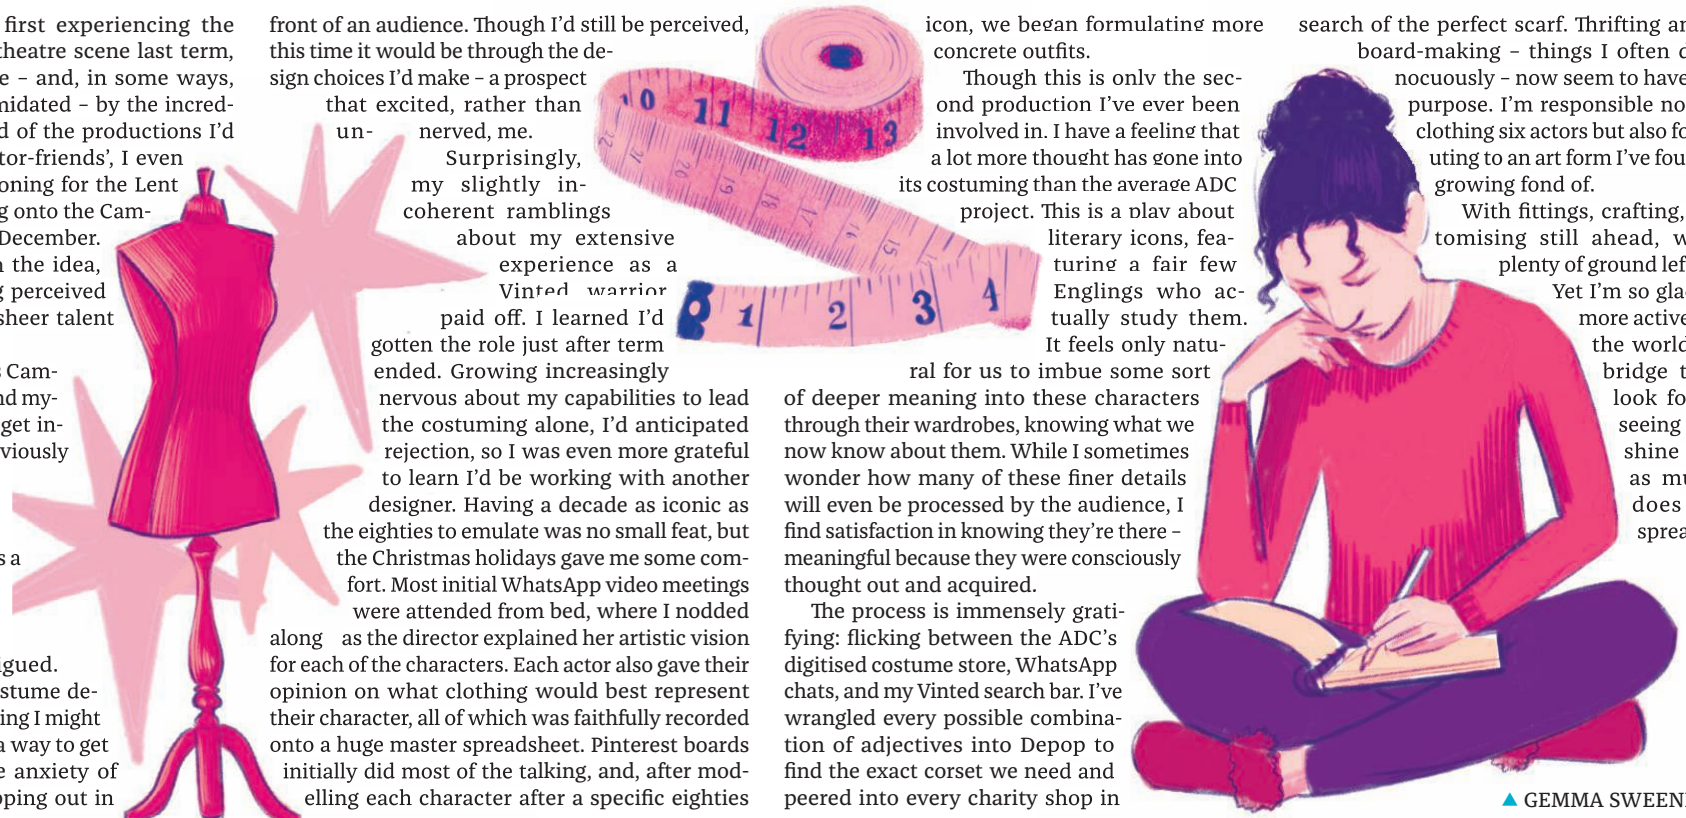 first experiencing the
theatre scene last term,
e – and, in some ways,
midated – by the incred-
d of the productions I'd
tor-friends', I even
oning for the Lent
g onto the Cam-
December.
n the idea,
g perceived
sheer talent
s Cam-
nd my-
get in-
viously
s a
igued.
stume de-
ing I might
a way to get
e anxiety of
pping out in
front of an audience. Though I'd still be perceived,
this time it would be through the de-
sign choices I'd make – a prospect
that excited, rather than
un- nerved, me.
Surprisingly,
my slightly in-
coherent ramblings
about my extensive
experience as a
Vinted warrior
paid off. I learned I'd
gotten the role just after term
ended. Growing increasingly
nervous about my capabilities to lead
the costuming alone, I'd anticipated
rejection, so I was even more grateful
to learn I'd be working with another
designer. Having a decade as iconic as
the eighties to emulate was no small feat, but
the Christmas holidays gave me some com-
fort. Most initial WhatsApp video meetings
were attended from bed, where I nodded
along as the director explained her artistic vision
for each of the characters. Each actor also gave their
opinion on what clothing would best represent
their character, all of which was faithfully recorded
onto a huge master spreadsheet. Pinterest boards
initially did most of the talking, and, after mod-
elling each character after a specific eighties
10 11 12 13
22 21 20 19 18 17 16 15
1 2 3 4
icon, we began formulating more
concrete outfits.
Though this is only the sec-
ond production I've ever been
involved in, I have a feeling that
a lot more thought has gone into
its costuming than the average ADC
project. This is a play about
literary icons, fea-
turing a fair few
Englings who ac-
tually study them.
It feels only natu-
ral for us to imbue some sort
of deeper meaning into these characters
through their wardrobes, knowing what we
now know about them. While I sometimes
wonder how many of these finer details
will even be processed by the audience, I
find satisfaction in knowing they're there –
meaningful because they were consciously
thought out and acquired.
The process is immensely grati-
fying: flicking between the ADC's
digitised costume store, WhatsApp
chats, and my Vinted search bar. I've
wrangled every possible combina-
tion of adjectives into Depop to
find the exact corset we need and
peered into every charity shop in
search of the perfect scarf. Thrifting an
board-making – things I often d
nocuously – now seem to have
purpose. I'm responsible no
clothing six actors but also fo
uting to an art form I've fou
growing fond of.
With fittings, crafting,
tomising still ahead, w
plenty of ground lef
Yet I'm so gla
more active
the world
bridge t
look fo
seeing
shine
as mu
does
sprea
▲ GEMMA SWEEN